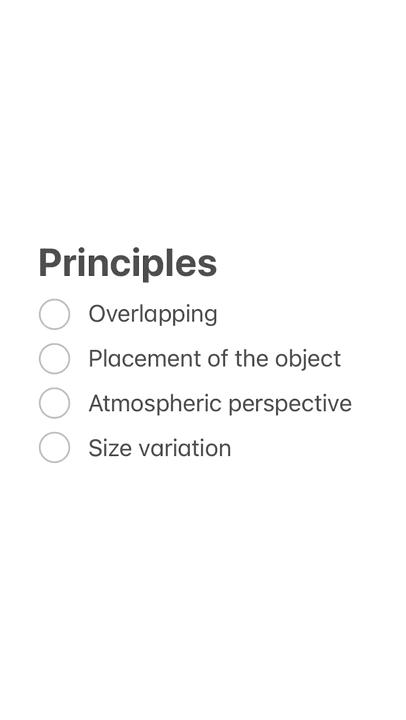 Principles
Overlapping
Placement of the object
Atmospheric perspective
Size variation